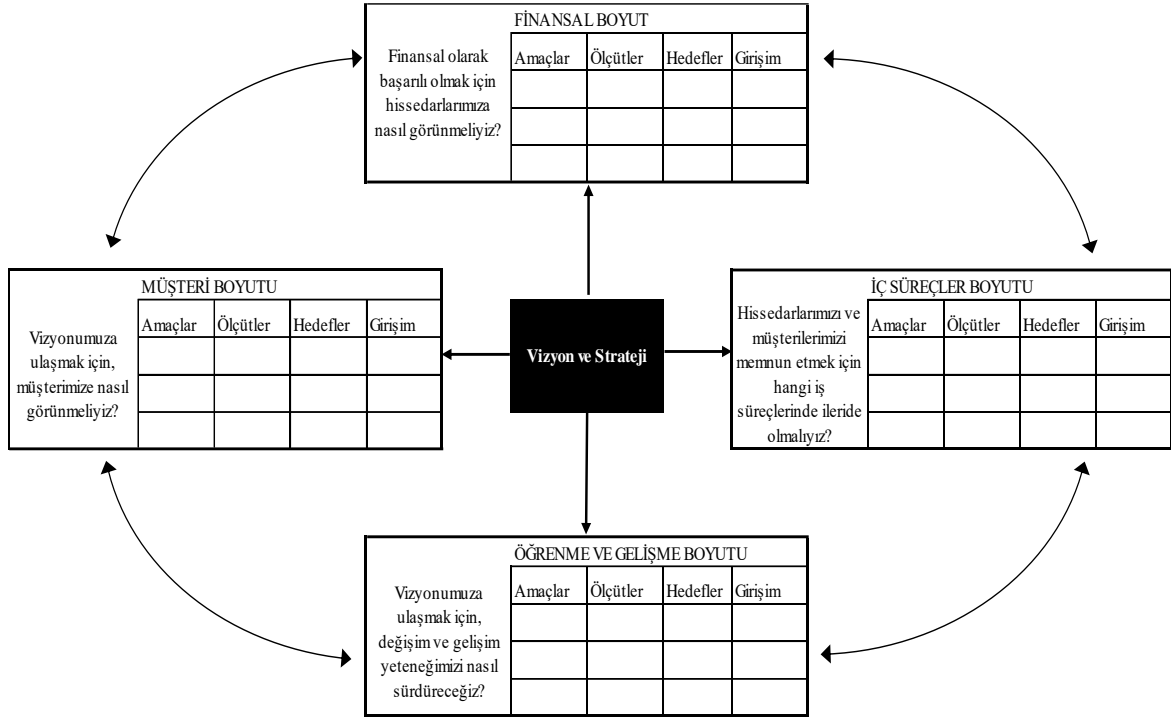 FİNANSAL BOYUT
Finansal olarak
başarılı olmak için
hissedarlarımıza
nasıl görünmeliyiz?
Amaçlar Ölçütler Hedefler Girişim
MÜŞTERİ BOYUTU
Vizyonumuza
ulaşmak için,
müşterimize nasıl
görünmeliyiz?
Amaçlar Ölçütler Hedefler Girişim
Vizyon ve Strateji
İÇ SÜREÇLER BOYUTU
Hissedarlarımızı ve
müşterilerimizi
memnun etmek için
hangi iş
süreçlerinde ileride
olmalıyız?
Amaçlar Ölçütler Hedefler Girişim
ÖĞRENME VE GELİŞME BOYUTU
Vizyonumuza
ulaşmak için,
değişim ve gelişim
yeteneğimizi nasıl
sürdüreceğiz?
Amaçlar Ölçütler Hedefler Girişim